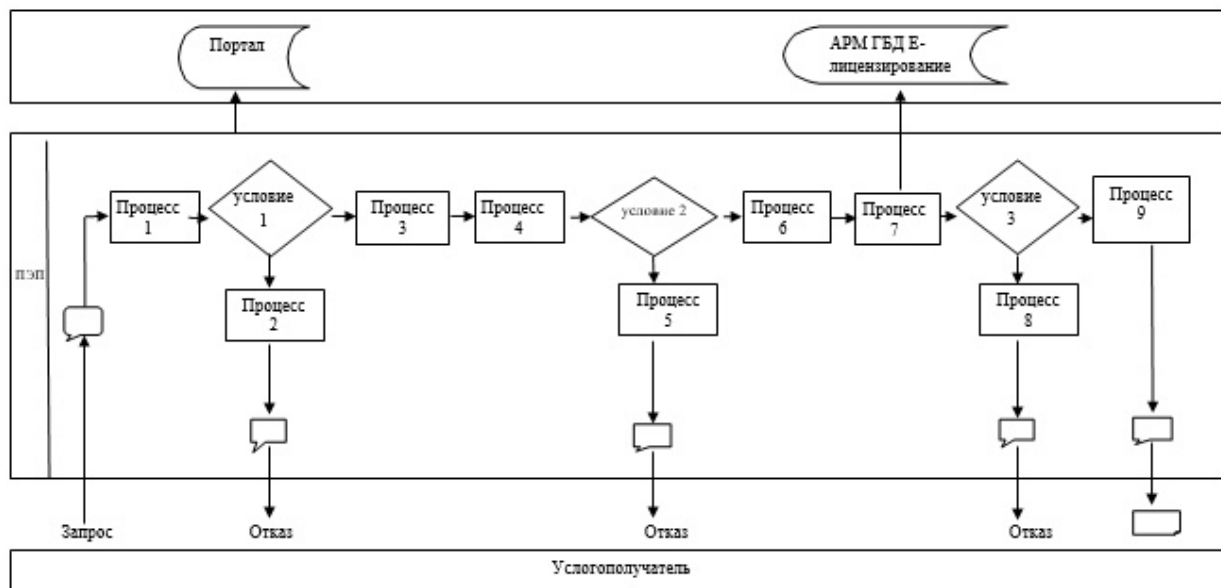 Портал
АРМ ГБД Е-
лицензирование
ПЭП
Процесс
1
условие
1
Процесс
3
Процесс
4
условие 2
Процесс
6
Процесс
7
условие
3
Процесс
9
Процесс
2
Процесс
5
Процесс
8
Запрос
Отказ
Отказ
Отказ
Услогополучатель